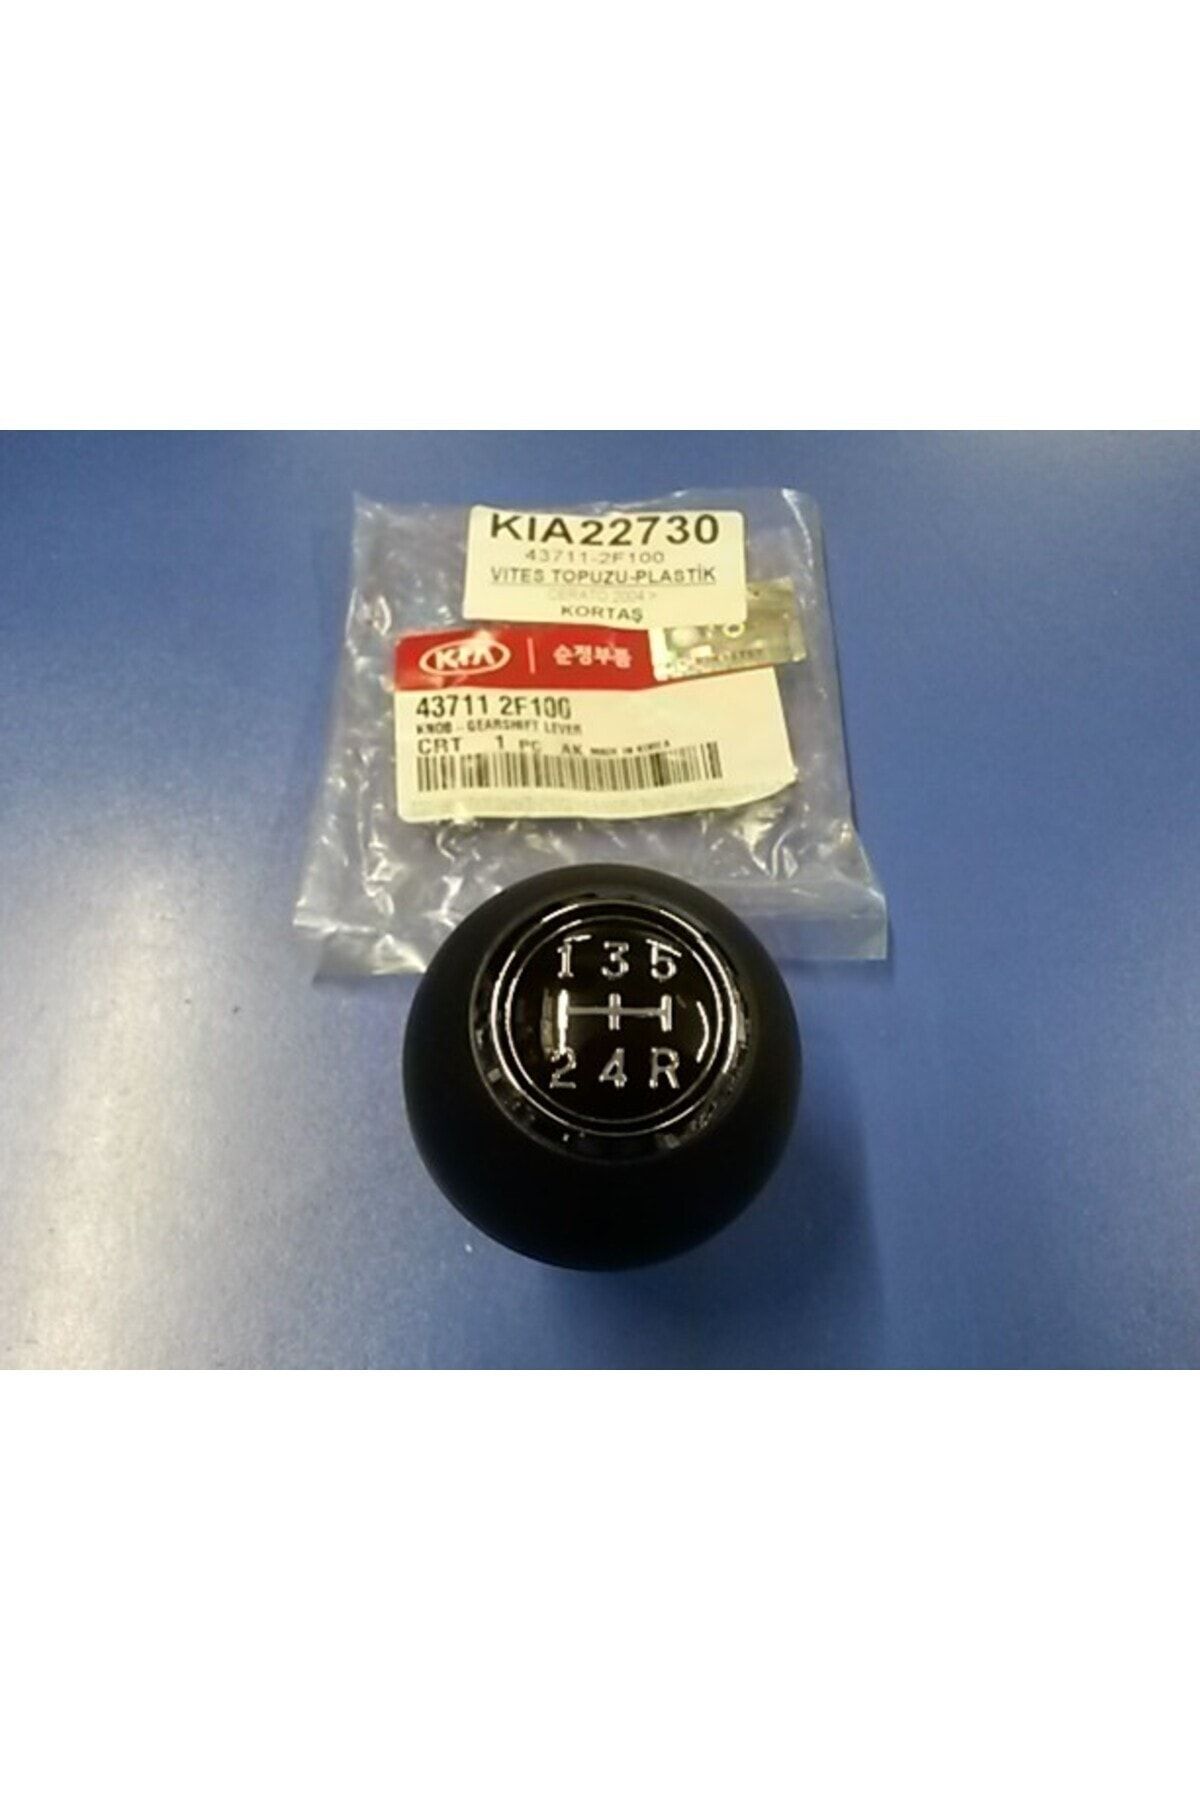 KIA22730
43711-2F100
VITES TOPUZU-PLASTİK
CERATO 2004 >
KORTAŞ
KIA 순정부품
43711 2F100
KNOB - GEARSHIFT LEVER
CRT 1 PC AK MADE IN KOREA
1 3 5
2 4 R